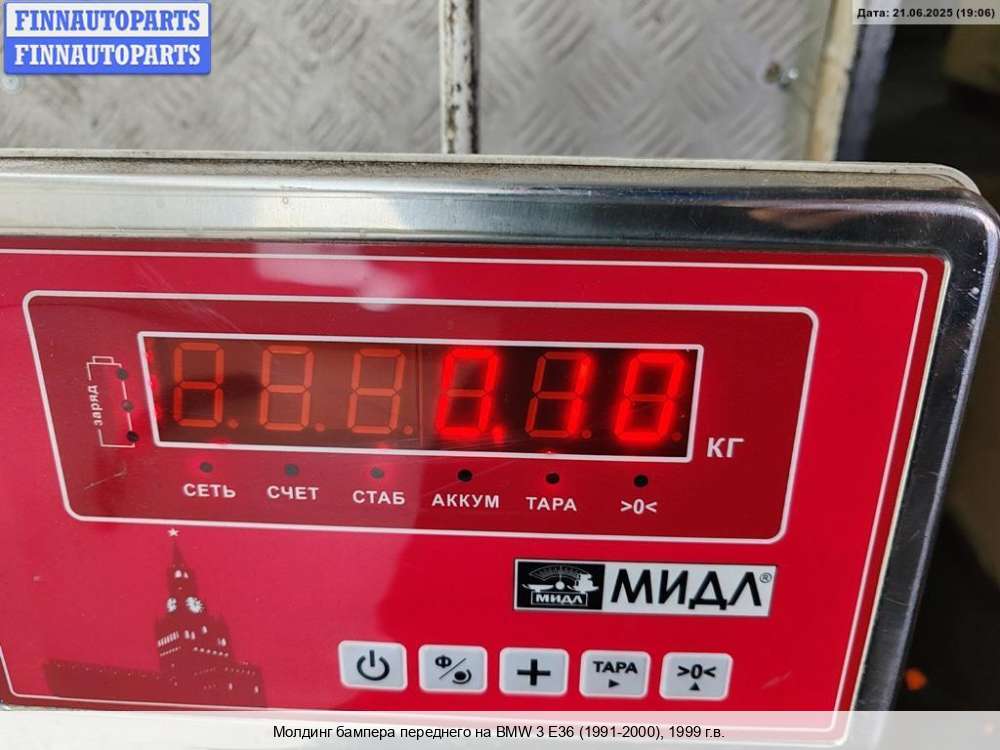 FINNAUTOPARTS
FINNAUTOPARTS
Дата: 21.06.2025 (19:06)
заряд
0.10
КГ
СЕТЬ СЧЕТ СТАБ АККУМ ТАРА >0<
МИДЛ МИДЛ®
Ф ТАРА >0<
Молдинг бампера переднего на BMW 3 E36 (1991-2000), 1999 г.в.